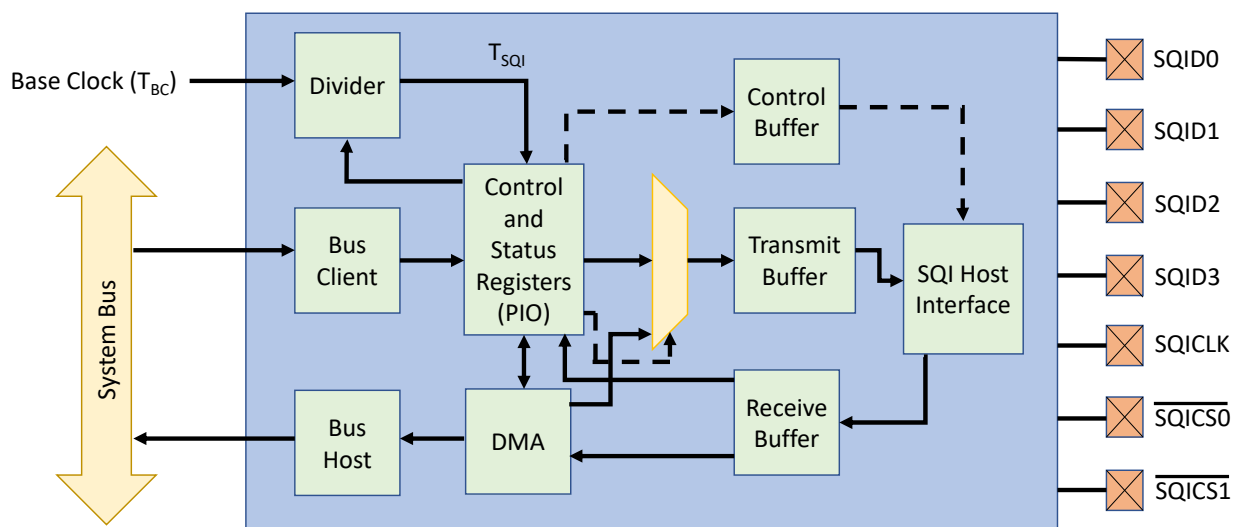 Base Clock (TBC)
Divider
TSQI
Control
Buffer
System Bus
Bus
Client
Control
and
Status
Registers
(PIO)
Transmit
Buffer
SQI Host
Interface
Bus
Host
DMA
Receive
Buffer
SQID0
SQID1
SQID2
SQID3
SQICLK
SQICS0
SQICS1